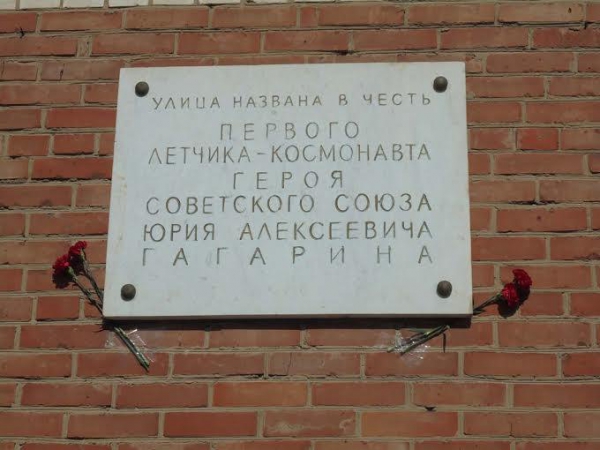 УЛИЦА НАЗВАНА В ЧЕСТЬ
ПЕРВОГО
ЛЕТЧИКА-КОСМОНАВТА
ГЕРОЯ
СОВЕТСКОГО СОЮЗА
ЮРИЯ АЛЕКСЕЕВИЧА
ГАГАРИНА